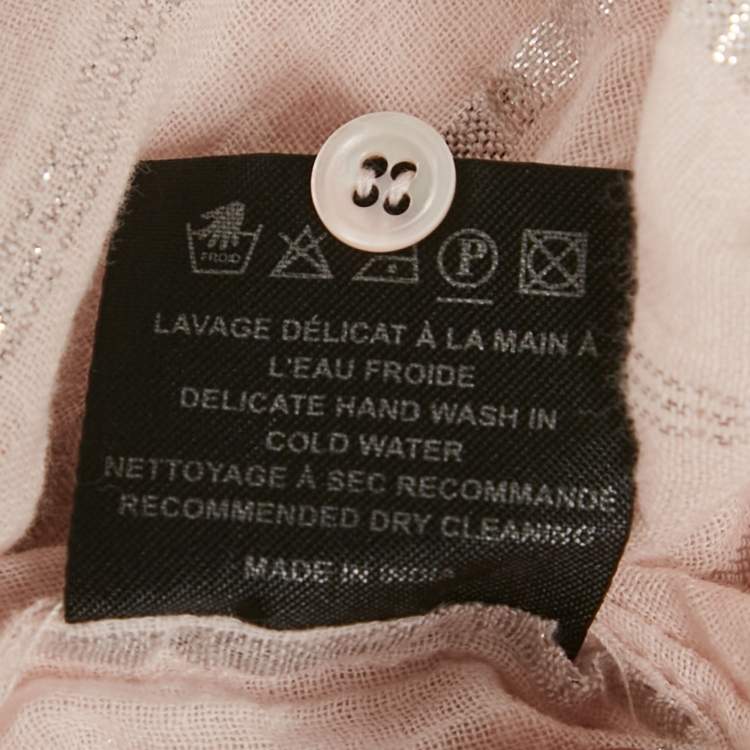 FROID
P
LAVAGE DÉLICAT À LA MAIN À
L'EAU FROIDE
DELICATE HAND WASH IN
COLD WATER
NETTOYAGE À SEC RECOMMANDÉ
RECOMMENDED DRY CLEANING
MADE IN INDIA